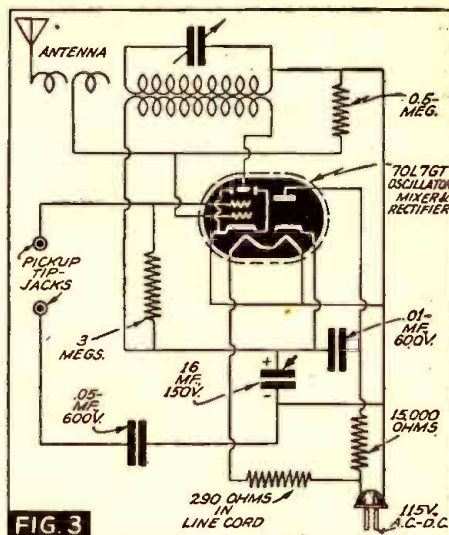 ANTENNA
0.5-
MEG.
70L7GT
OSCILLATOR
MIXER &
RECTIFIER
PICKUP
TIP-
JACKS
3
MEGS.
.01-
MF,
600V.
+
16
MF,
150V.
-
.05-
MF,
600V.
15,000
OHMS
290 OHMS
IN
LINE CORD
115V.
A.C.-D.C.
FIG. 3